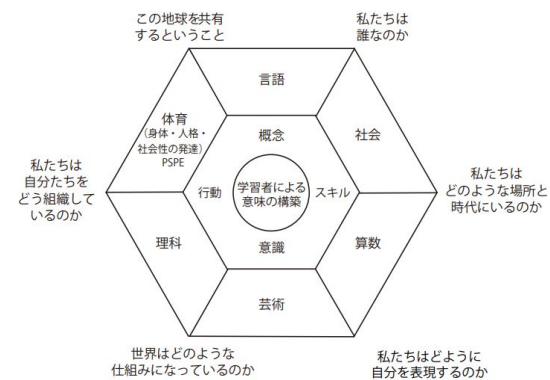 この地球を共有
するということ
私たちは
誰なのか
言語
体育
（身体・人格・
社会性の発達）
PSPE
概念
社会
私たちは
自分たちを
どう組織して
いるのか
行動
学習者による
意味の構築
スキル
私たちは
どのような場所と
時代にいるのか
理科
意識
算数
芸術
世界はどのような
仕組みになっているのか
私たちはどように
自分を表現するのか